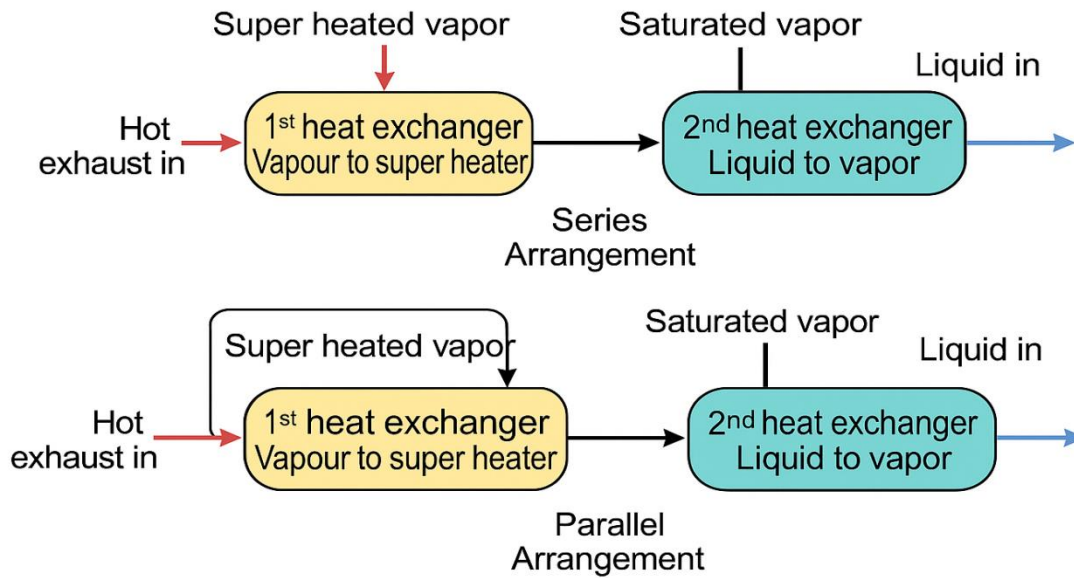 Super heated vapor
Saturated vapor
Liquid in
Hot
exhaust in
1st heat exchanger
Vapour to super heater
2nd heat exchanger
Liquid to vapor
Series
Arrangement
Super heated vapor
Saturated vapor
Liquid in
Hot
exhaust in
1st heat exchanger
Vapour to super heater
2nd heat exchanger
Liquid to vapor
Parallel
Arrangement